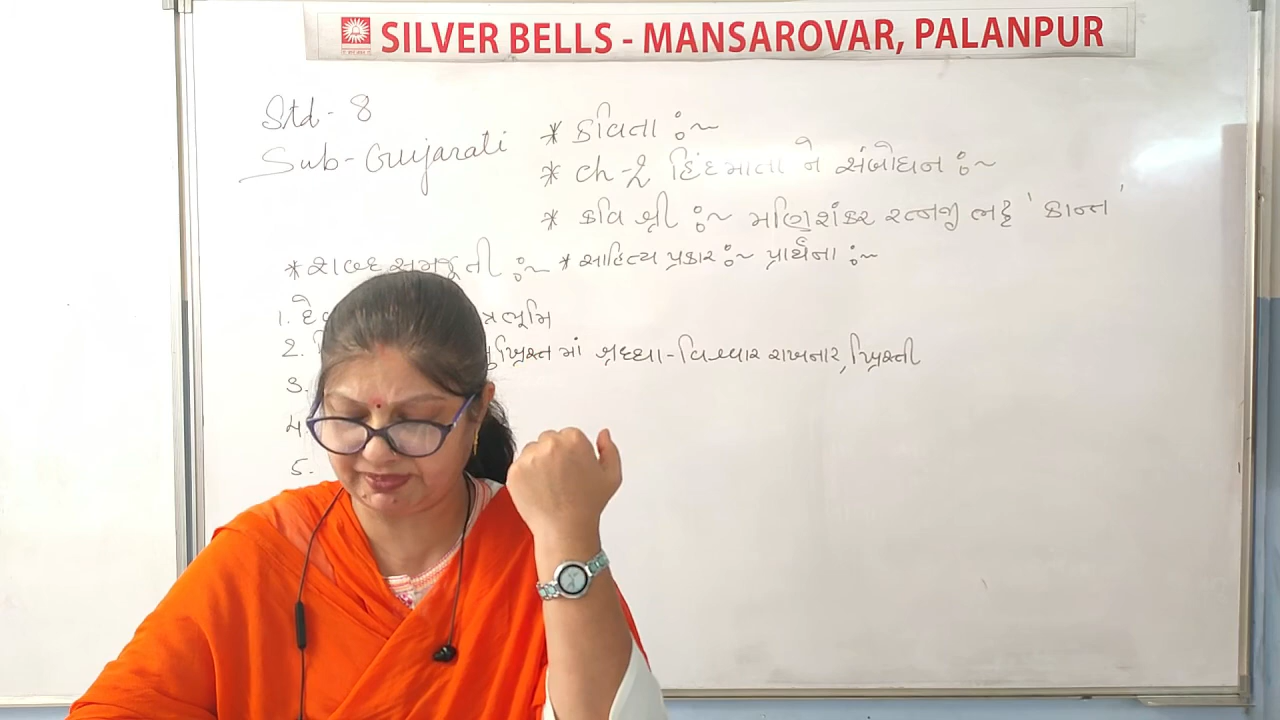 SILVER BELLS - MANSAROVAR, PALANPUR
Std - 8
Sub - Gujarati
* કવિતા :~
* ch-2 હિંદમાતા ને સંબોધન :~
* કવિ શ્રી :~ મણિશંકર રત્નજી ભટ્ટ 'કાન્ત'
* શબ્દ સમજૂતી :~ * સાહિત્ય પ્રકાર :~ પ્રાર્થના :~
1.
2. ખ્રિસ્ત માં શ્રધ્ધા - વિશ્વાસ રાખનાર, ખ્રિસ્તી
3.
4
5.